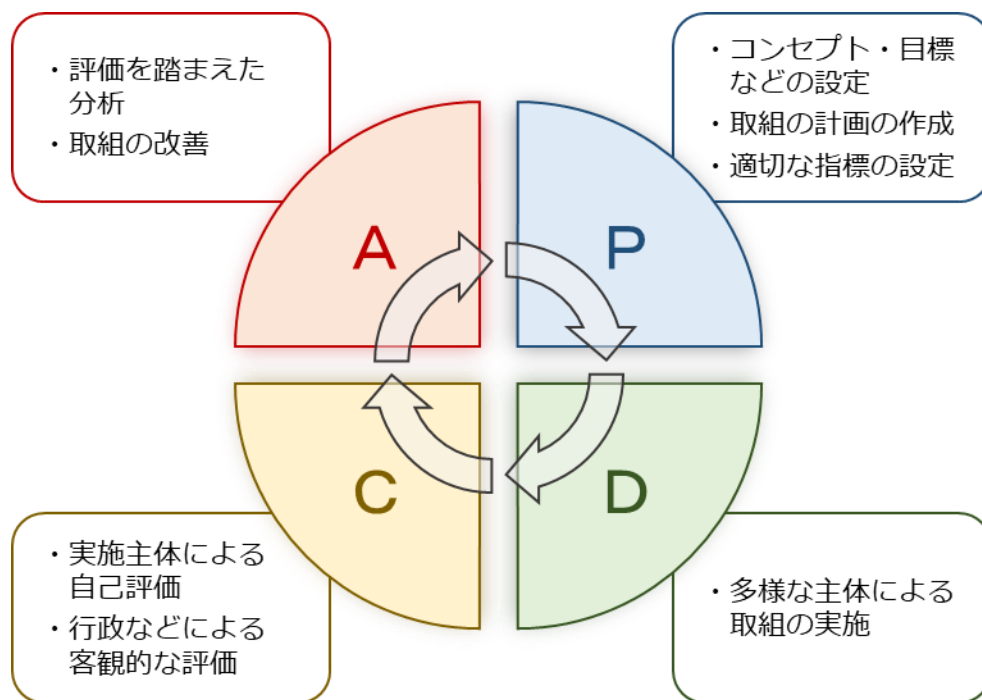 ・評価を踏まえた
分析
・取組の改善
・コンセプト・目標
などの設定
・取組の計画の作成
・適切な指標の設定
A
P
C
D
・実施主体による
自己評価
・行政などによる
客観的な評価
・多様な主体による
取組の実施